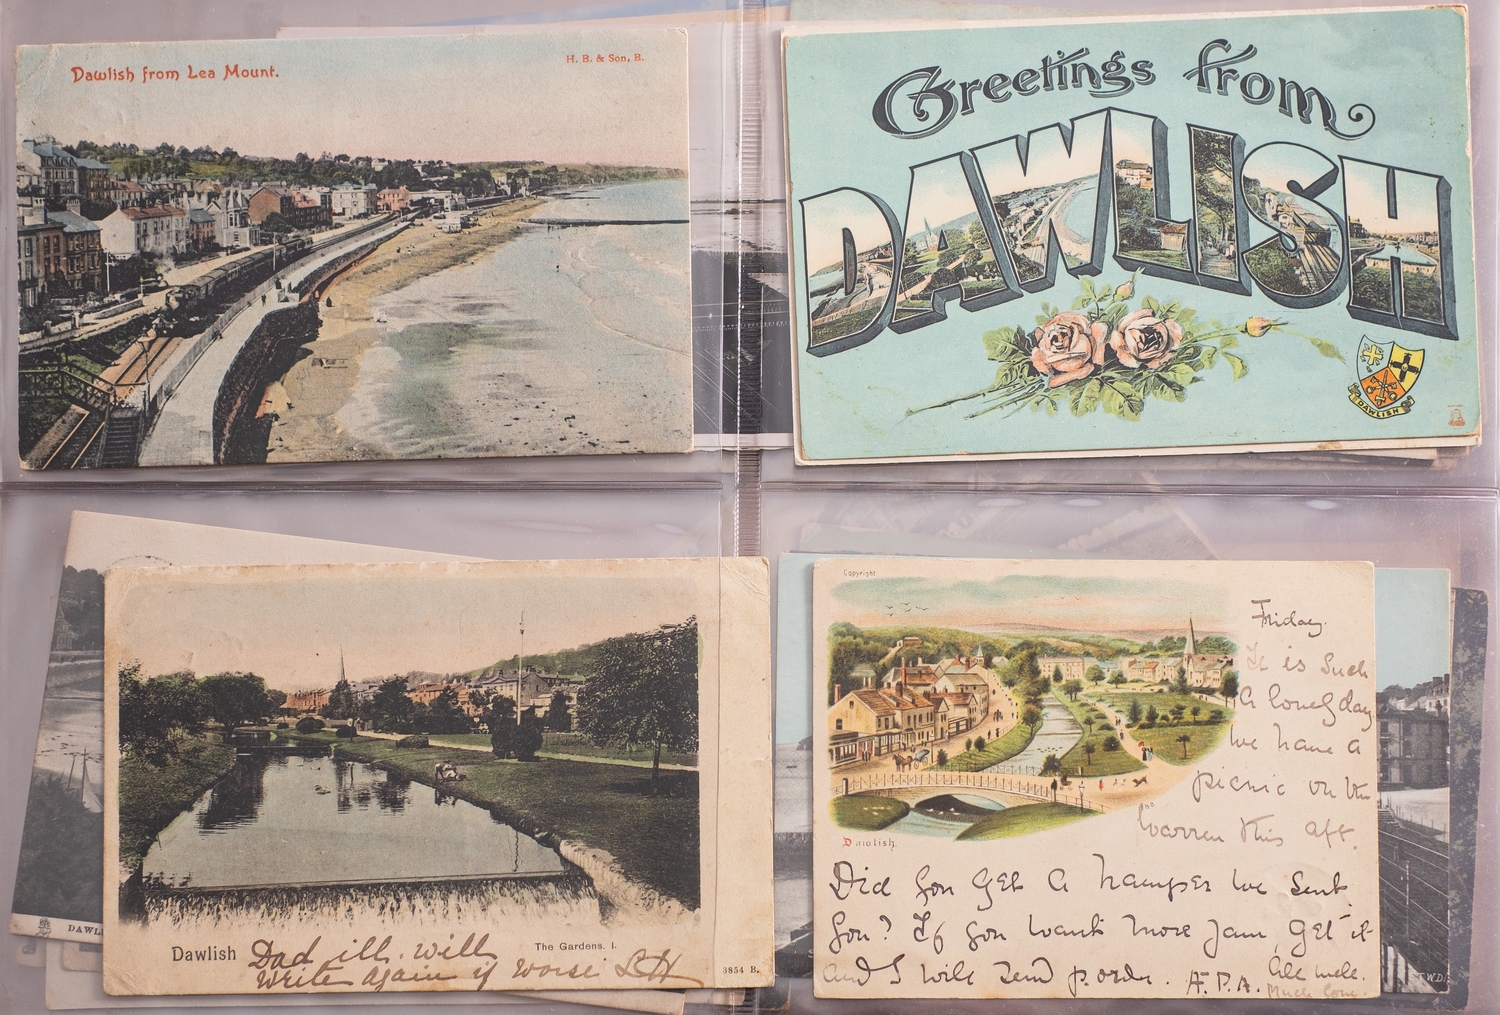 Dawlish from Lea Mount.
H. B. & Son, B.
Greetings from
DAWLISH
DAWLISH
Dawlish
The Gardens. I.
Dad ill. will
write again if worse
3854 B.
DAWL
Copyright.
Dawlish.
Friday.
It is such
a lovely day
We have a
picnic on the
Warren this aft.
Did you get a hamper we sent
you? If you want more jam, get it
and I will send p. order. A.P.A.
All well.
Much love.